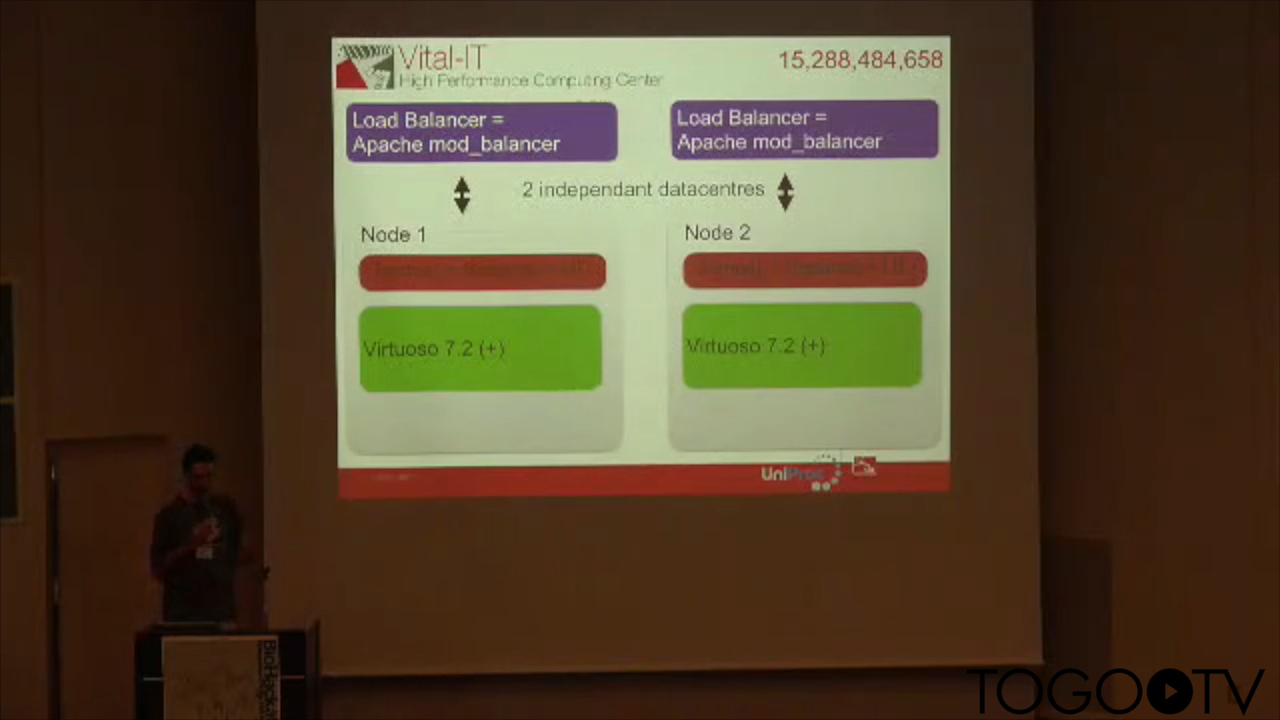 Vital-IT
High Performance Computing Center
15,288,484,658
Load Balancer =
Apache mod_balancer
Load Balancer =
Apache mod_balancer
2 independant datacentres
Node 1
Node 2
Virtuoso 7.2 (+)
Virtuoso 7.2 (+)
UniProt
TOGOTV